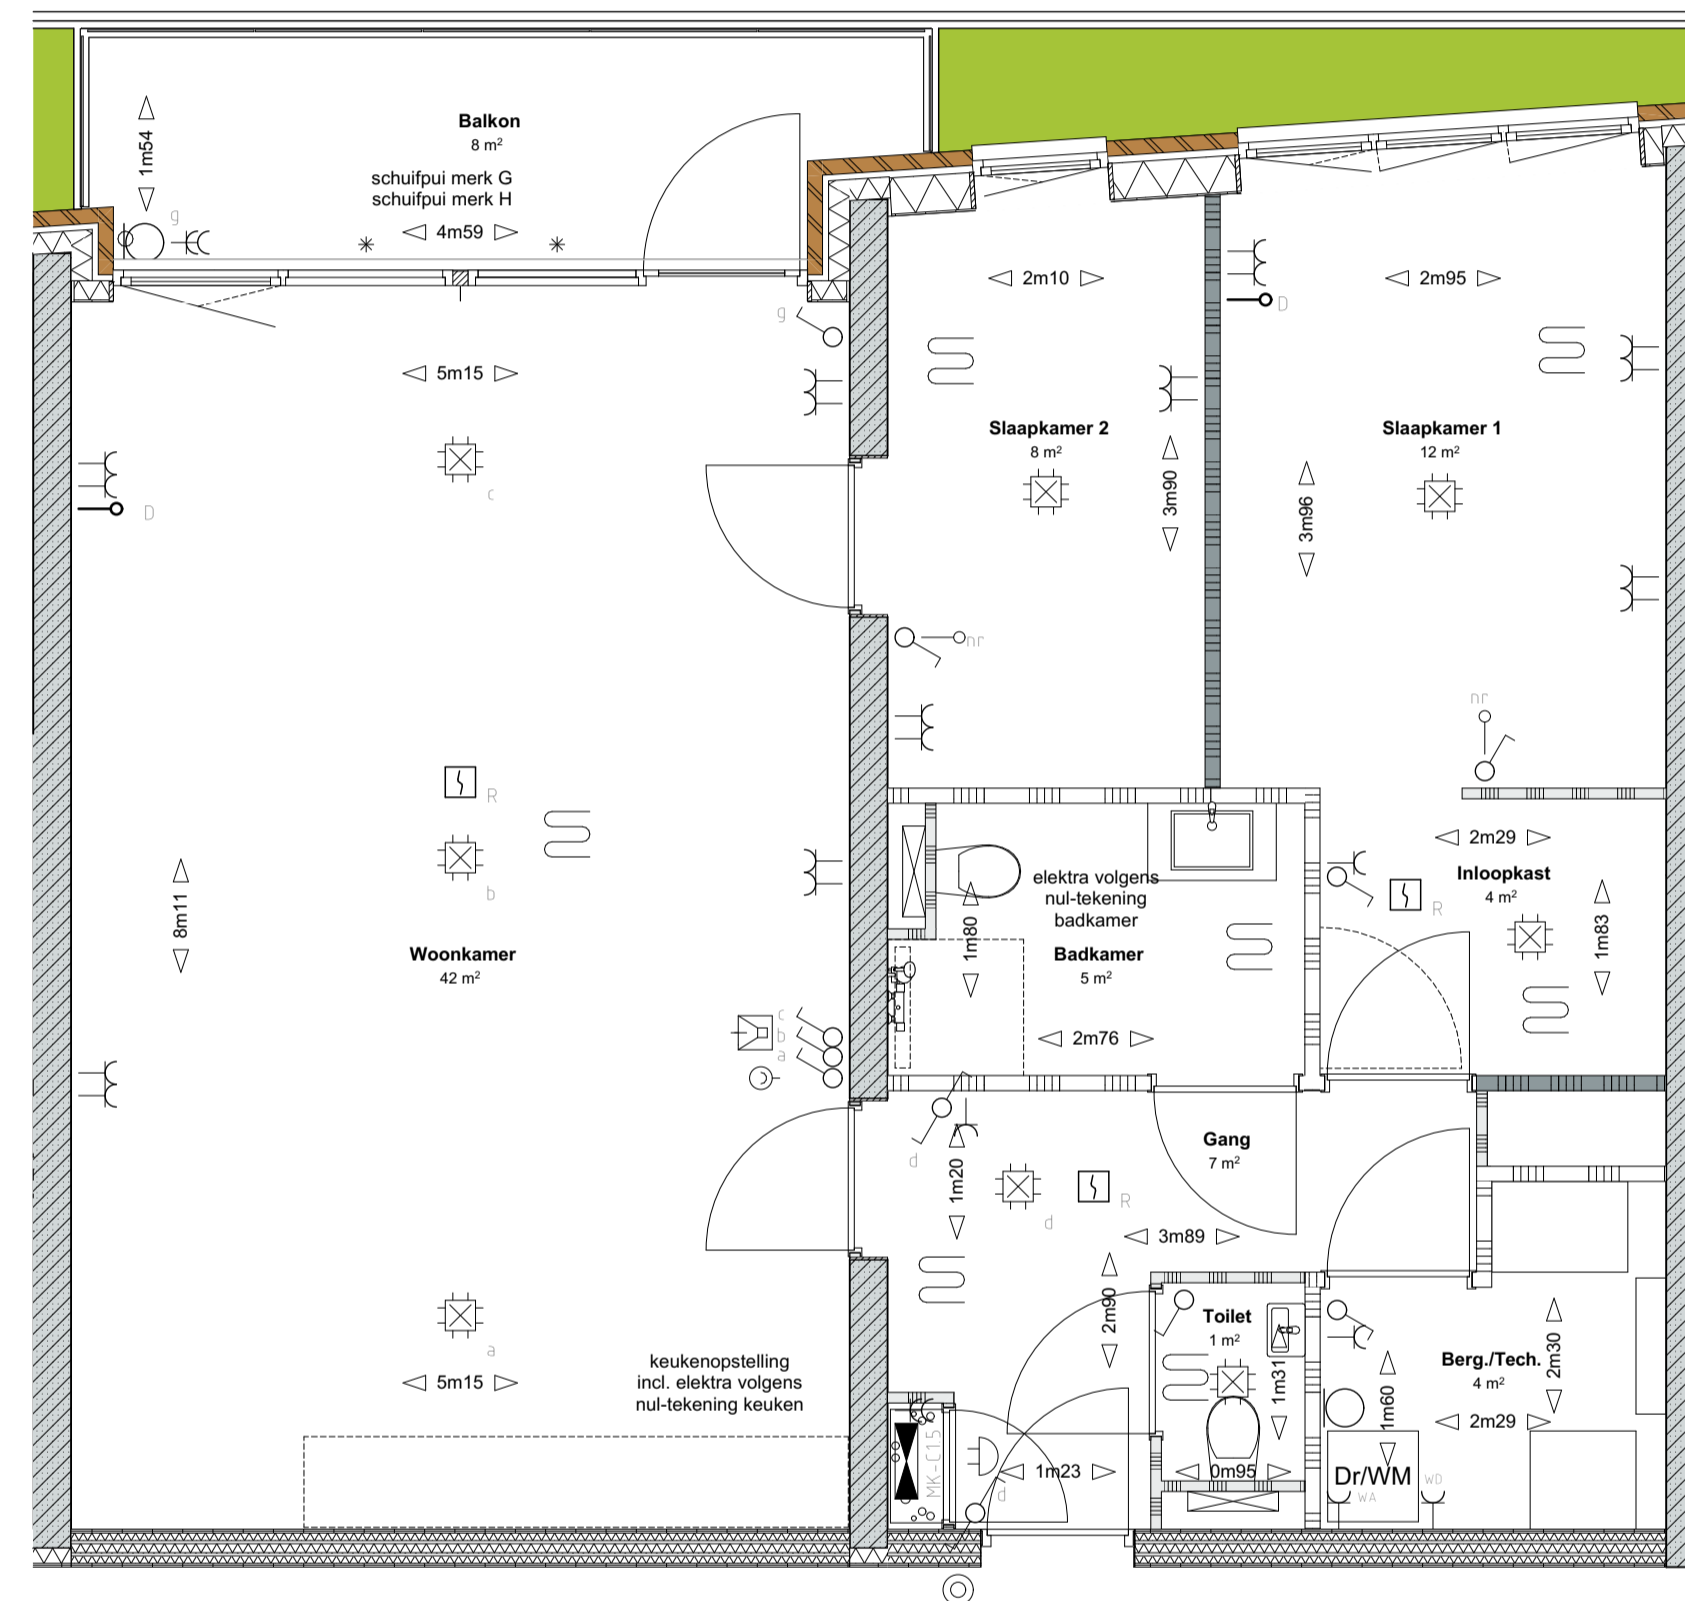 Balkon
8 m²
1m54
schuifpui merk G
schuifpui merk H
4m59
g
g
5m15
c
D
2m10
2m95
D
Slaapkamer 2
8 m²
3m90
Slaapkamer 1
12 m²
3m96
nr
nr
R
b
8m11
Woonkamer
42 m²
c
b
a
elektra volgens
nul-tekening
badkamer
1m80
Badkamer
5 m²
2m76
2m29
Inloopkast
4 m²
R
1m83
d
1m20
Gang
7 m²
d
R
3m89
2m90
a
5m15
keukenopstelling
incl. elektra volgens
nul-tekening keuken
Toilet
1 m²
1m31
0m95
Berg./Tech.
4 m²
2m30
1m60
2m29
MK-C15
1m23
d
Dr/WM
WA
WD